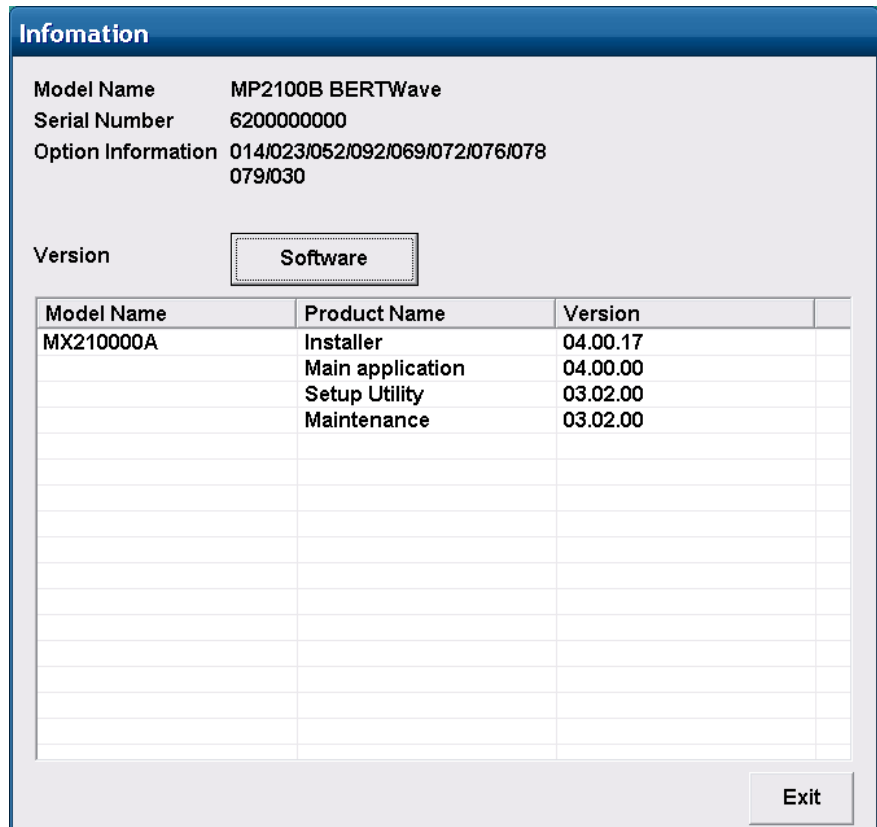 Infomation
Model Name MP2100B BERTWave
Serial Number 6200000000
Option Information 014/023/052/092/069/072/076/078
079/030
Version Software
Model Name Product Name Version
MX210000A Installer 04.00.17
Main application 04.00.00
Setup Utility 03.02.00
Maintenance 03.02.00
Exit